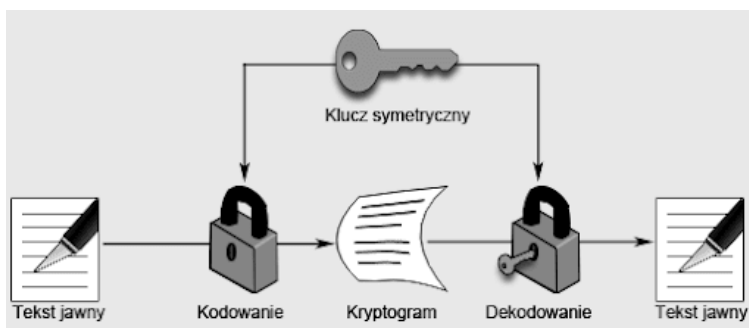 Klucz symetryczny
Tekst jawny
Kodowanie
Kryptogram
Dekodowanie
Tekst jawny